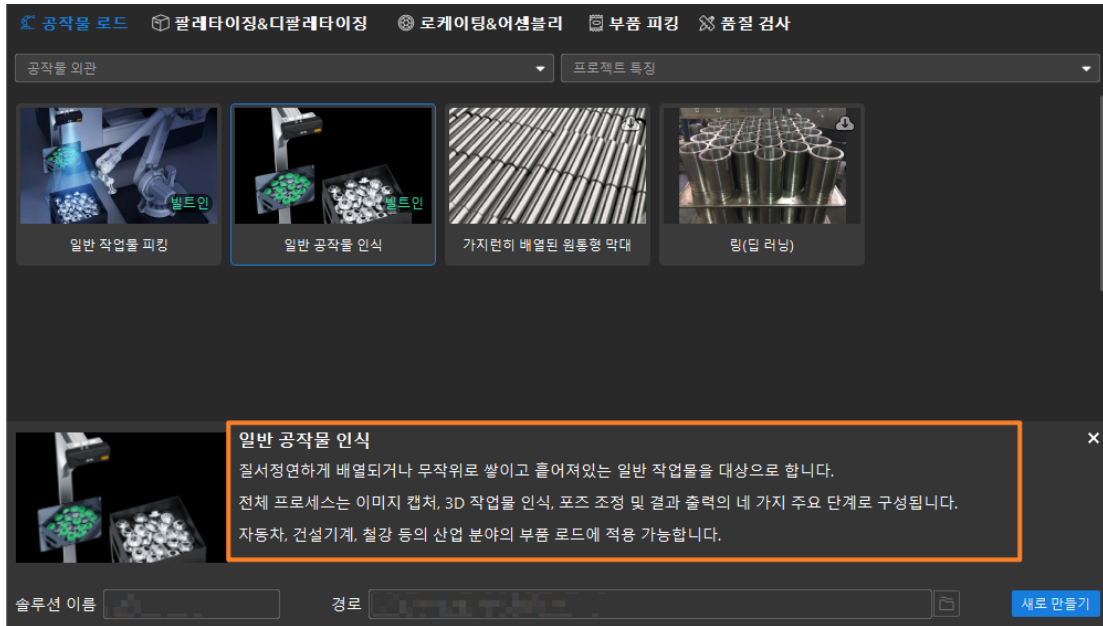 공작물 로드 팔레타이징&디팔레타이징 로케이팅&어셈블리 부품 피킹 품질 검사
공작물 외관 프로젝트 특징
빌트인 빌트인
일반 작업물 피킹 일반 공작물 인식 가지런히 배열된 원통형 막대 링(딥 러닝)
일반 공작물 인식
질서정연하게 배열되거나 무작위로 쌓이고 흩어져있는 일반 작업물을 대상으로 합니다.
전체 프로세스는 이미지 캡처, 3D 작업물 인식, 포즈 조정 및 결과 출력의 네 가지 주요 단계로 구성됩니다.
자동차, 건설기계, 철강 등의 산업 분야의 부품 로드에 적용 가능합니다.
솔루션 이름 경로 새로 만들기